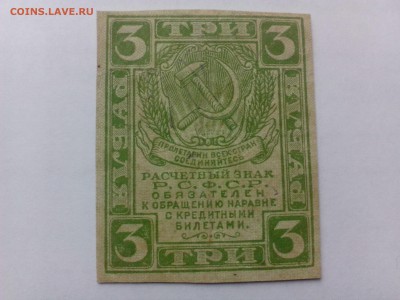 COINS.LAVE.RU
3 ТРИ 3
РУБЛЯ
РУБЛЯ
ПРОЛЕТАРИИ ВСЕХ СТРАН
СОЕДИНЯЙТЕСЬ
РАСЧЕТНЫЙ ЗНАК
Р.С.Ф.С.Р.
ОБЯЗАТЕЛЕН
К ОБРАЩЕНИЮ НАРАВНЕ
С КРЕДИТНЫМИ
БИЛЕТАМИ.
3 ТРИ 3